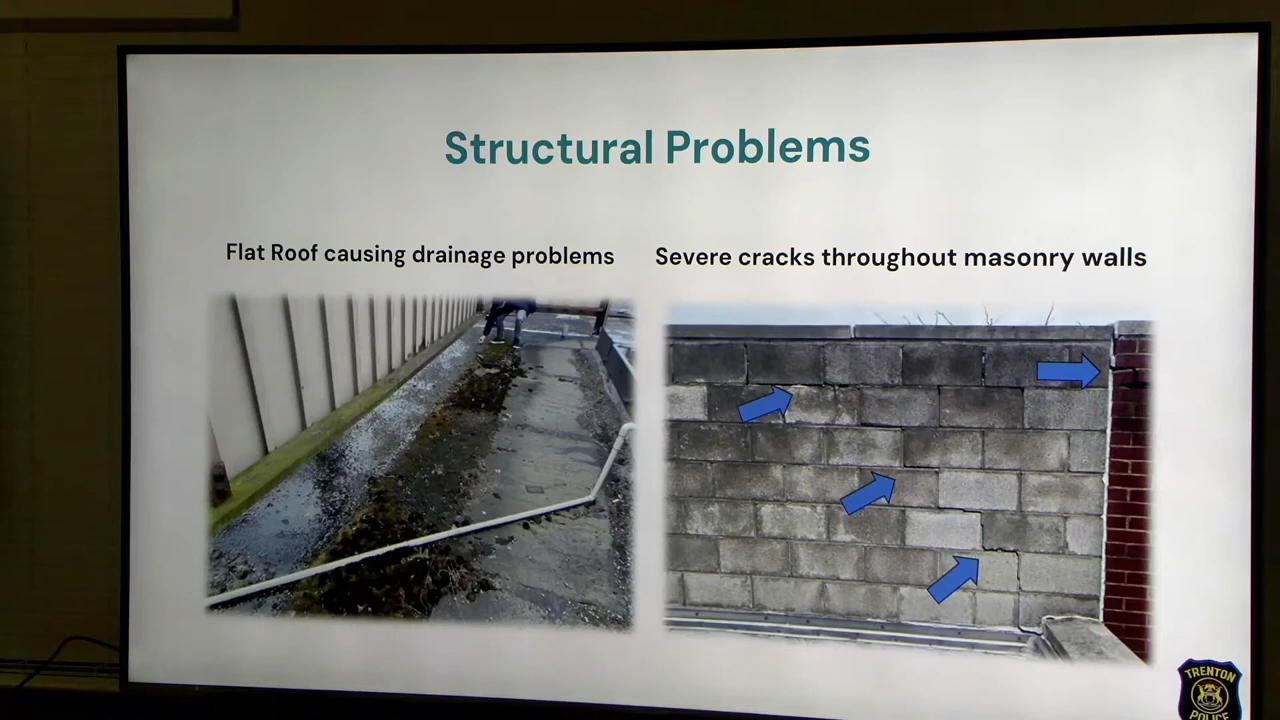 Structural Problems
Flat Roof causing drainage problems
Severe cracks throughout masonry walls
TRENTON
POLICE